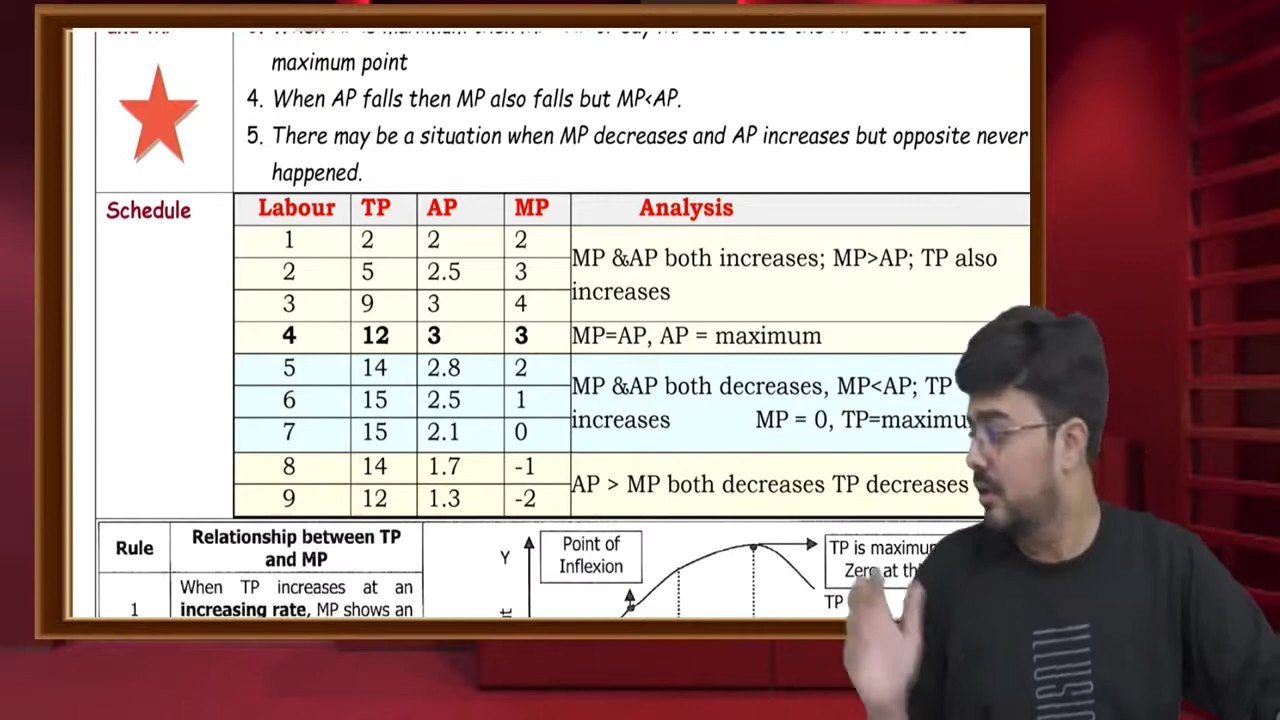 maximum point
4. When AP falls then MP also falls but MP<AP.
5. There may be a situation when MP decreases and AP increases but opposite never
happened.
Schedule
Labour TP AP MP Analysis
1 2 2 2
2 5 2.5 3
3 9 3 4
MP &AP both increases; MP>AP; TP also
increases
4 12 3 3 MP=AP, AP = maximum
5 14 2.8 2
6 15 2.5 1
7 15 2.1 0
MP &AP both decreases, MP<AP; TP
increases MP = 0, TP=maximu
8 14 1.7 -1
9 12 1.3 -2
AP > MP both decreases TP decreases
Rule
Relationship between TP
and MP
1
When TP increases at an
increasing rate, MP shows an
Y
Point of
Inflexion
TP is maximu
Zero at th
TP